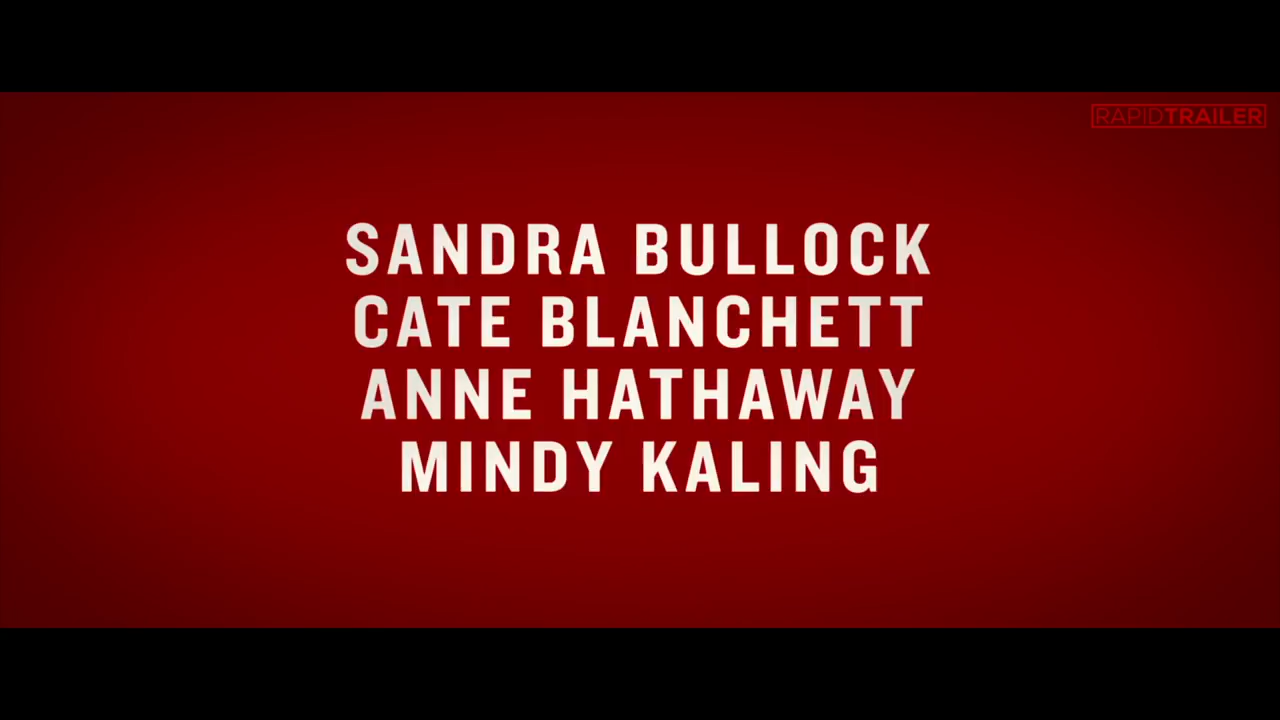 RAPIDTRAILER
SANDRA BULLOCK
CATE BLANCHETT
ANNE HATHAWAY
MINDY KALING